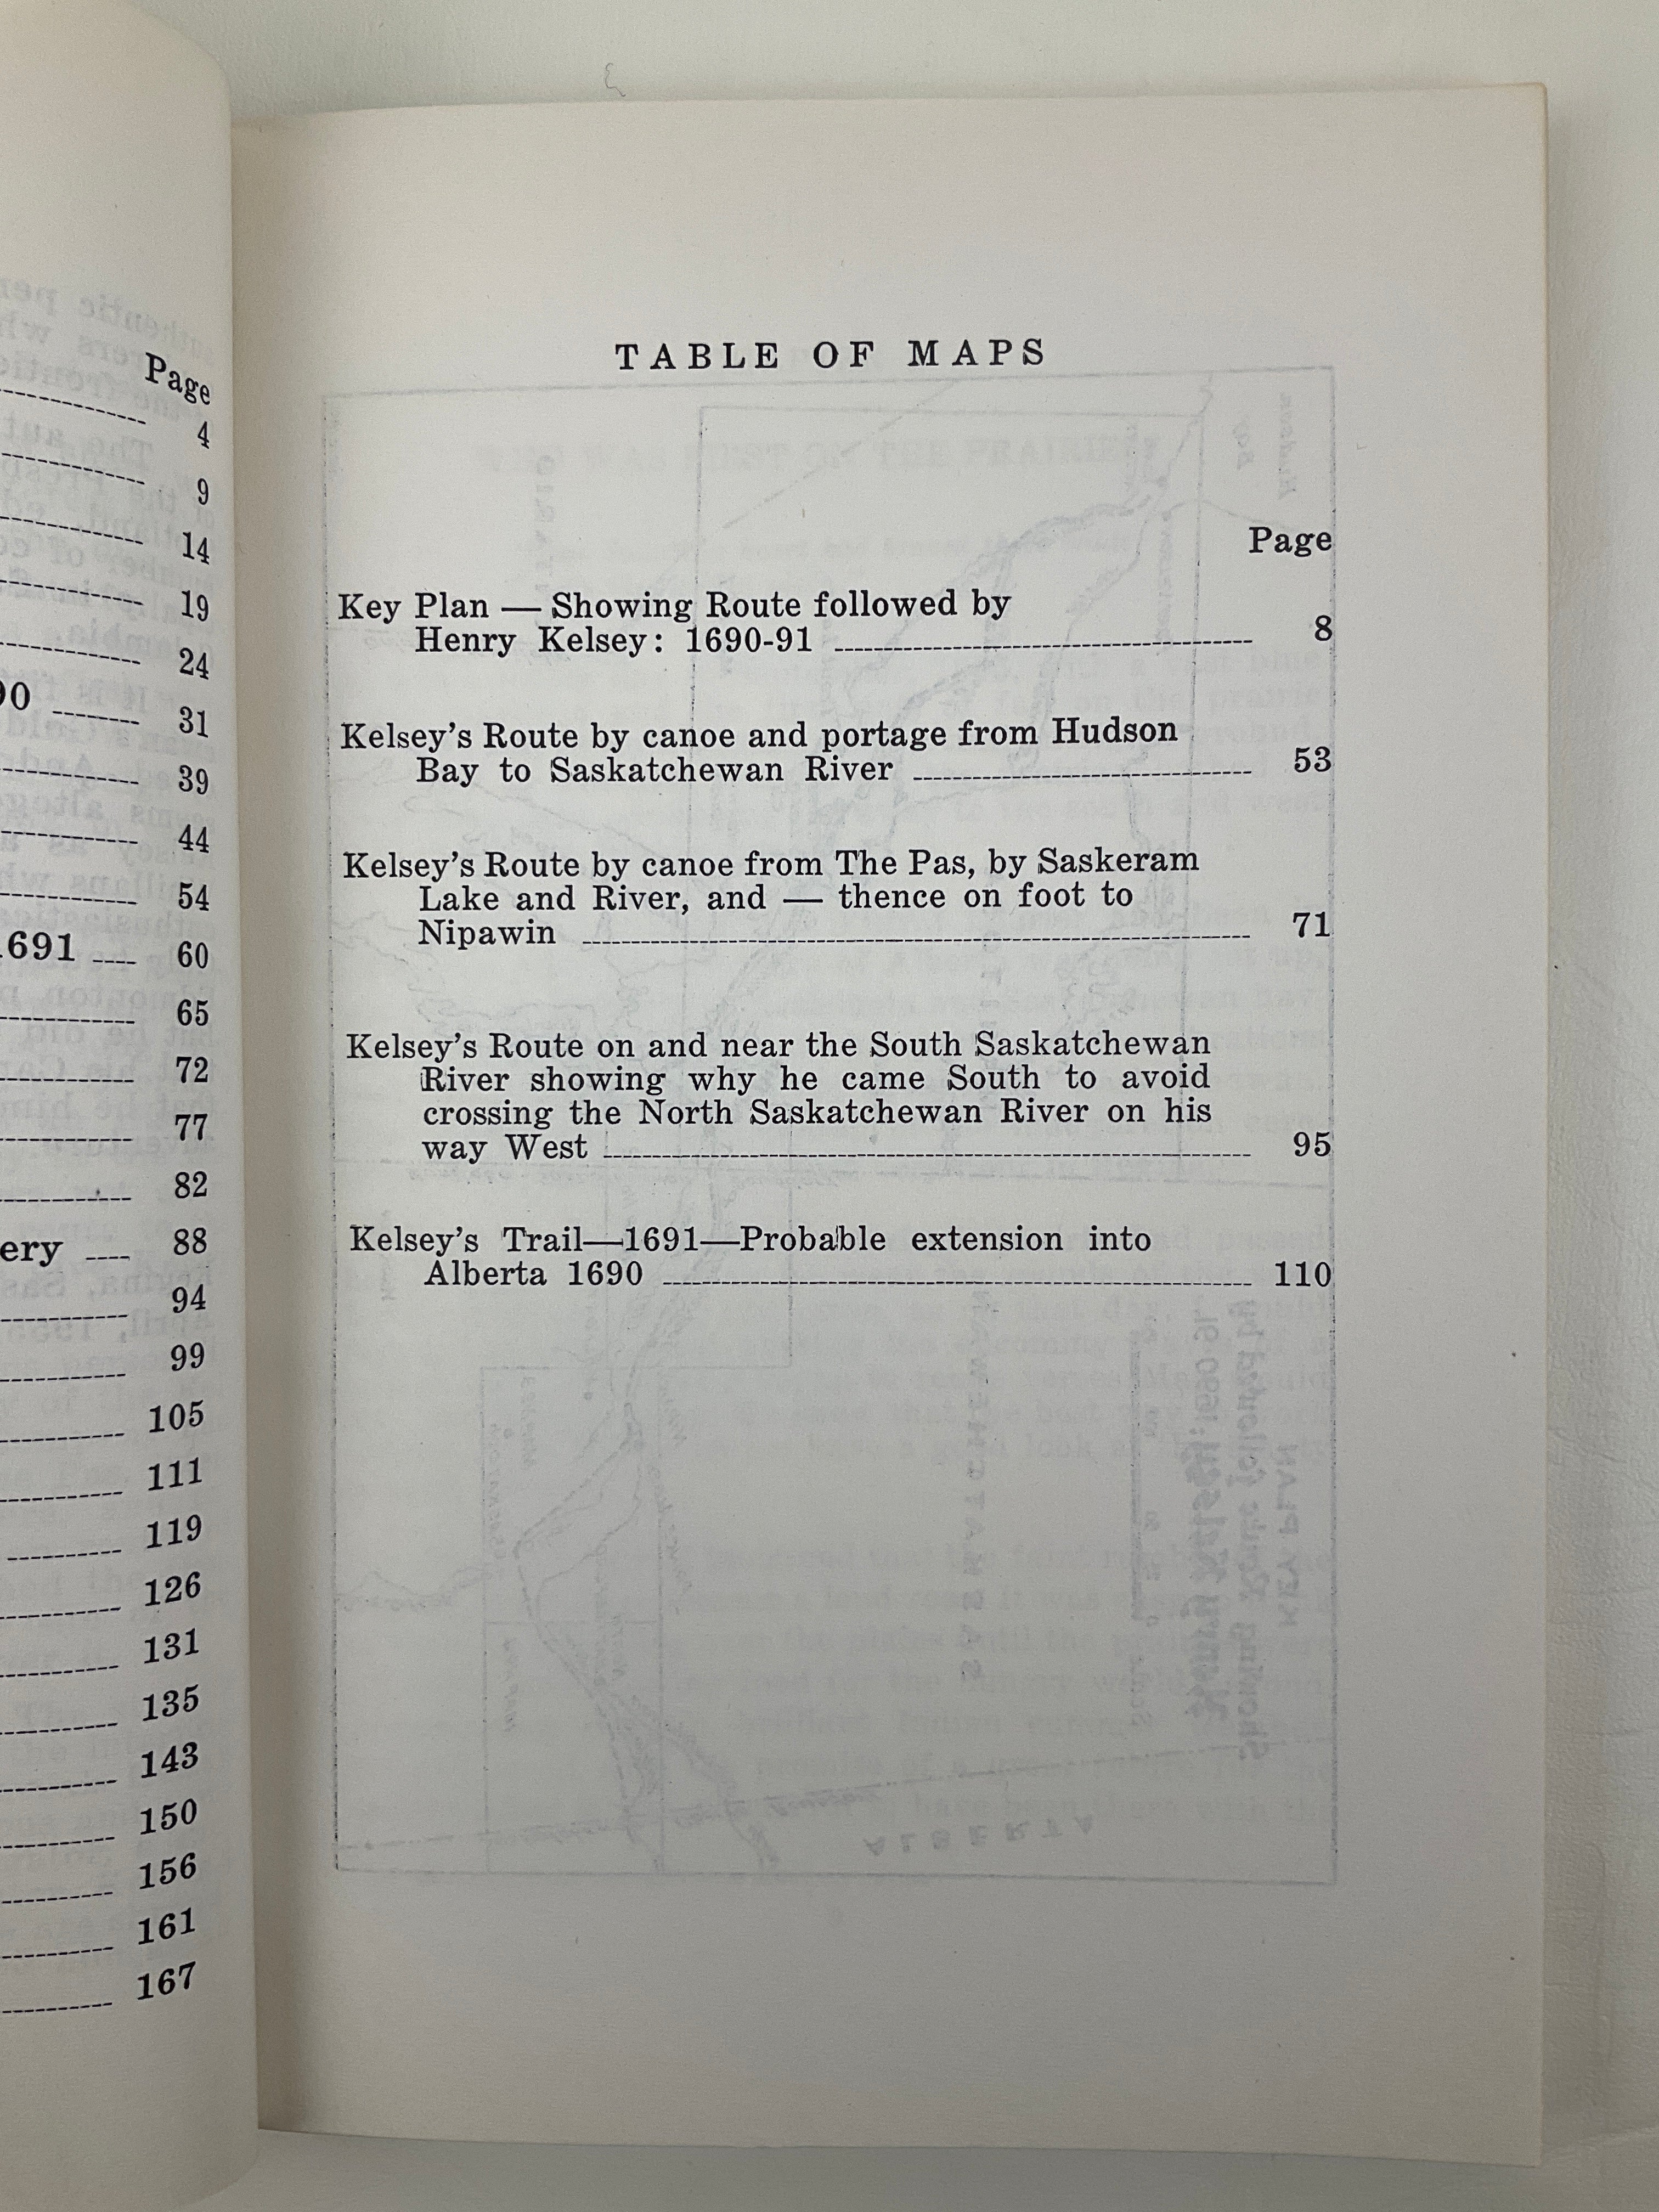 Page
4
9
14
19
24
31
39
44
54
1691 60
65
72
77
82
ery 88
94
99
105
111
119
126
131
135
143
150
156
161
167
TABLE OF MAPS
Page
Key Plan — Showing Route followed by
Henry Kelsey: 1690-91 8
Kelsey's Route by canoe and portage from Hudson
Bay to Saskatchewan River 53
Kelsey's Route by canoe from The Pas, by Saskeram
Lake and River, and — thence on foot to
Nipawin 71
Kelsey's Route on and near the South Saskatchewan
River showing why he came South to avoid
crossing the North Saskatchewan River on his
way West 95
Kelsey's Trail—1691—Probable extension into
Alberta 1690 110